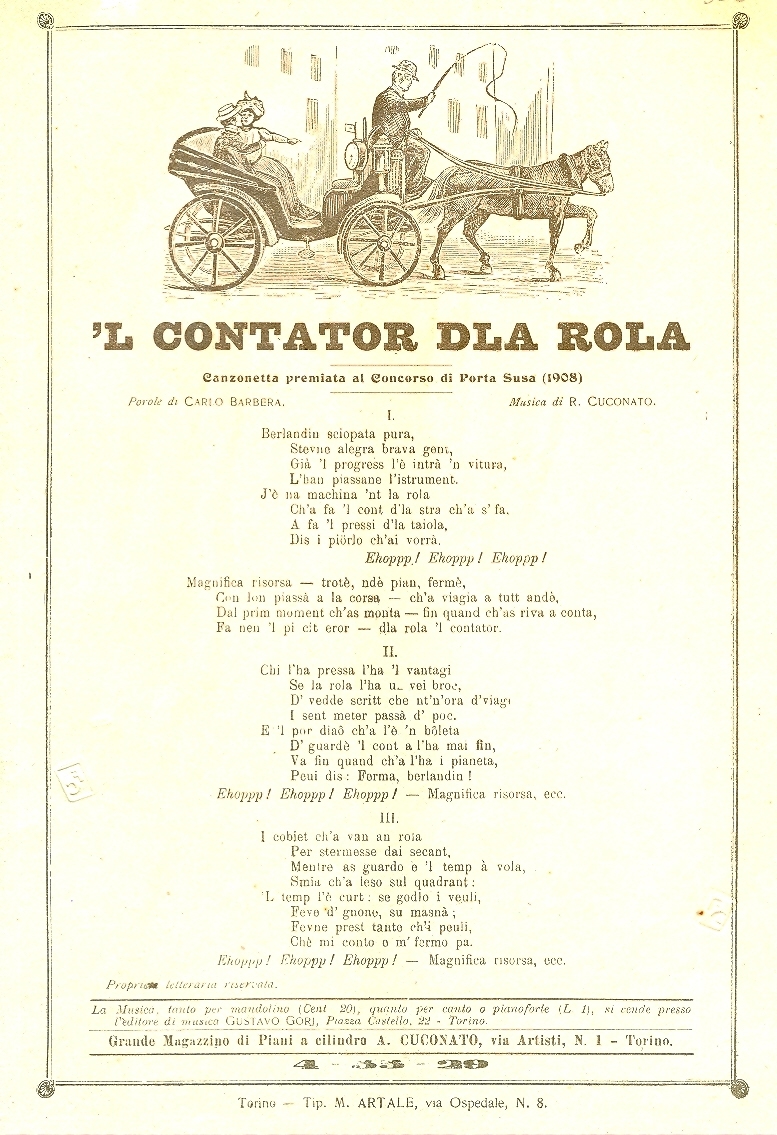 'L CONTATOR DLA ROLA
Canzonetta premiata al Concorso di Porta Susa (1908)
Parole di CARLO BARBERA. Musica di R. CUCONATO.
I.
Berlandin sciopata pura,
Stevne alegra brava gent,
Già 'l progress l'è intrà 'n vitura,
L'han piassane l'istrument.
J'è na machina 'nt la rola
Ch'a fa 'l cont d'la stra ch'a s' fa.
A fa 'l pressi d'la taiola,
Dis i piörlo ch'ai vorrà.
Ehoppp! Ehoppp! Ehoppp!
Magnifica risorsa — trotè, ndè pian, fermè,
Con lon piassà a la corsa — ch'a viagia a tutt andè,
Dal prim moment ch'as monta — fin quand ch'as riva a conta,
Fa nen 'l pi cit eror — dla rola 'l contator.
II.
Chi l'ha pressa l'ha 'l vantagi
Se la rola l'ha vei broc,
D' vedde scritt che nt'n'ora d'viagi
I sent meter passà d' poc.
E 'l por diaô ch'a l'è 'n bôleta
D' guardè 'l cont a l'ha mai fin,
Va fin quand ch'a l'ha i pianeta,
Peui dis: Ferma, berlandin!
Ehoppp! Ehoppp! Ehoppp! — Magnifica risorsa, ecc.
III.
I cobiet ch'a van an rola
Per stermesse dai secant,
Mentre as guardo e 'l temp à vola,
Smia ch'a leso sul quadrant:
'L temp l'è curt: se godlo i veuli,
Feve 'd' gnone, su masnà;
Fevne prest tante ch'i peuli,
Chè mi conto e m' fermo pa.
Ehoppp! Ehoppp! Ehoppp! — Magnifica risorsa, ecc.
Proprietà letteraria riservata.
La Musica, tanto per mandolino (Cent 20), quanto per canto e pianoforte (L 1), si vende presso
l'editore di musica GUSTAVO GORI, Piazza Castello, 22 - Torino.
Grande Magazzino di Piani a cilindro A. CUCONATO, via Artisti, N. 1 - Torino.
4 - 33 - 20
Torino — Tip. M. ARTALE, via Ospedale, N. 8.